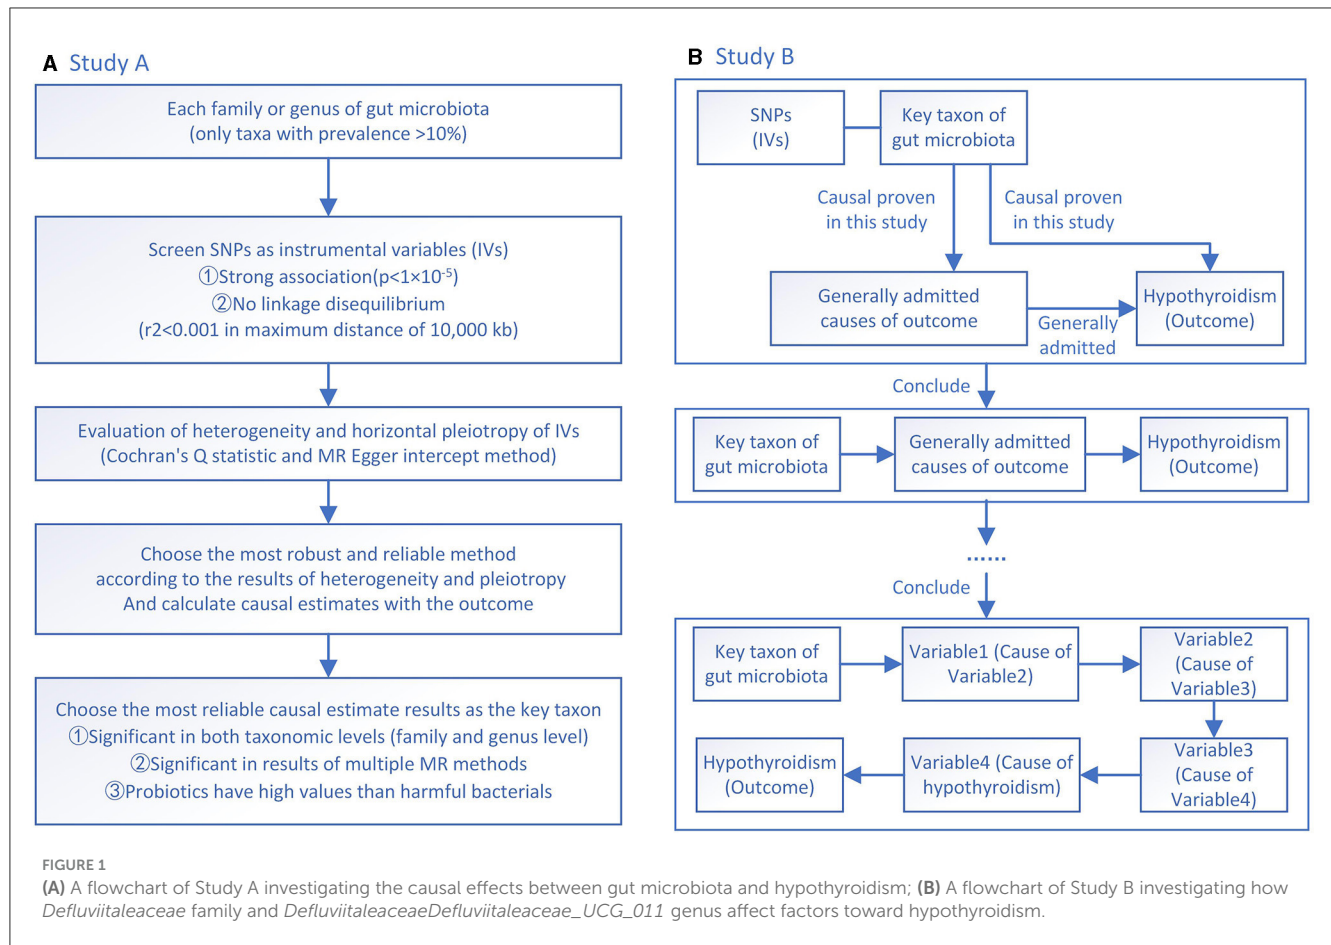 A Study A
Each family or genus of gut microbiota
(only taxa with prevalence >10%)
Screen SNPs as instrumental variables (IVs)
①Strong association(p<1×10⁻⁵)
②No linkage disequilibrium
(r2<0.001 in maximum distance of 10,000 kb)
Evaluation of heterogeneity and horizontal pleiotropy of IVs
(Cochran's Q statistic and MR Egger intercept method)
Choose the most robust and reliable method
according to the results of heterogeneity and pleiotropy
And calculate causal estimates with the outcome
Choose the most reliable causal estimate results as the key taxon
①Significant in both taxonomic levels (family and genus level)
②Significant in results of multiple MR methods
③Probiotics have high values than harmful bacterials
B Study B
SNPs
(IVs)
Key taxon of
gut microbiota
Causal proven
in this study
Causal proven
in this study
Generally admitted
causes of outcome
Generally
admitted
Hypothyroidism
(Outcome)
Conclude
Key taxon of
gut microbiota
Generally admitted
causes of outcome
Hypothyroidism
(Outcome)
......
Conclude
Key taxon of
gut microbiota
Variable1 (Cause of
Variable2)
Variable2
(Cause of
Variable3)
Variable3
(Cause of
Variable4)
Variable4 (Cause of
hypothyroidism)
Hypothyroidism
(Outcome)
FIGURE 1
(A) A flowchart of Study A investigating the causal effects between gut microbiota and hypothyroidism; (B) A flowchart of Study B investigating how
Defluviitaleaceae family and DefluviitaleaceaeDefluviitaleaceae_UCG_011 genus affect factors toward hypothyroidism.